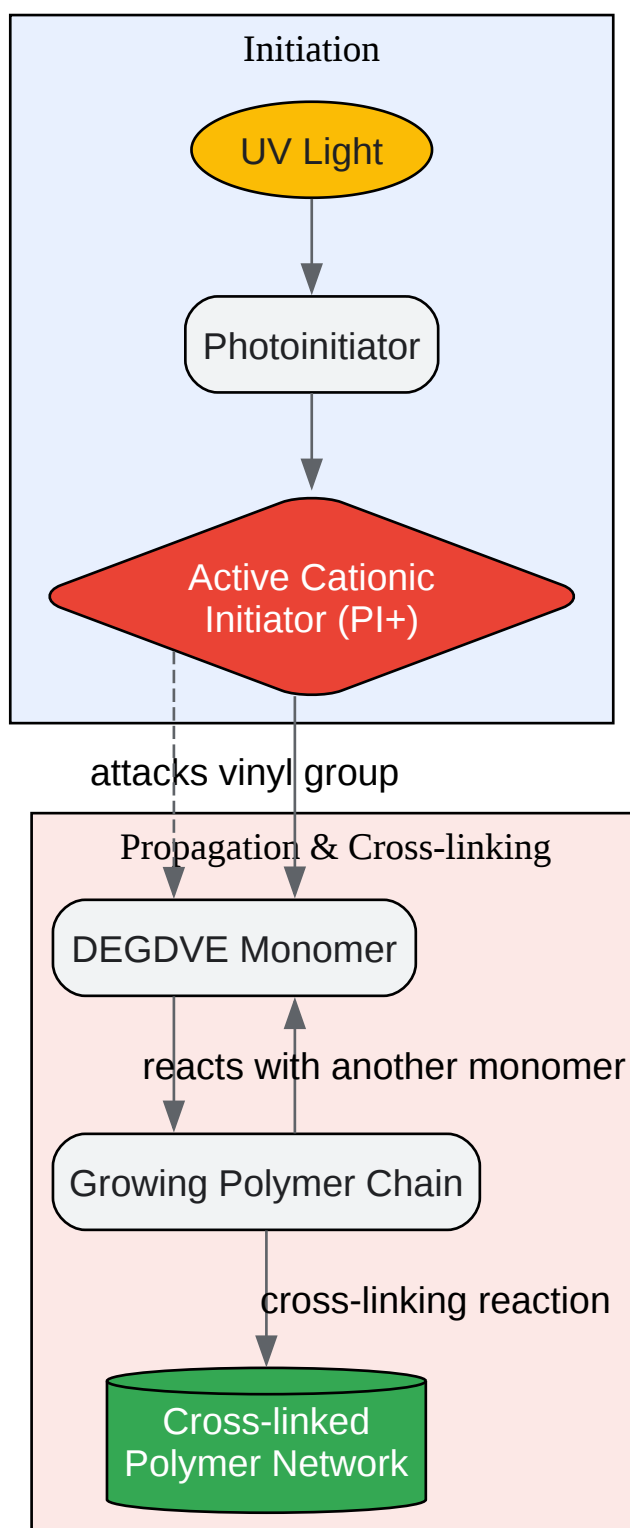 Initiation
UV Light
Photoinitiator
Active Cationic
Initiator (PI+)
attacks vinyl group
Propagation & Cross-linking
DEGDVE Monomer
reacts with another monomer
Growing Polymer Chain
cross-linking reaction
Cross-linked
Polymer Network